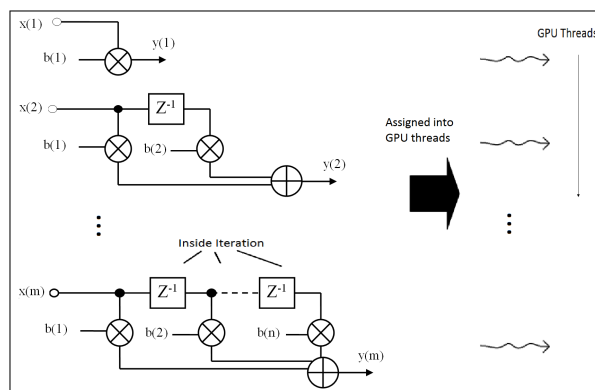 x(1)
GPU Threads
b(1)
y(1)
x(2)
Z-1
b(1)
b(2)
y(2)
Assigned into
GPU threads
Inside Iteration
x(m)
Z-1
Z-1
b(1)
b(2)
b(n)
y(m)